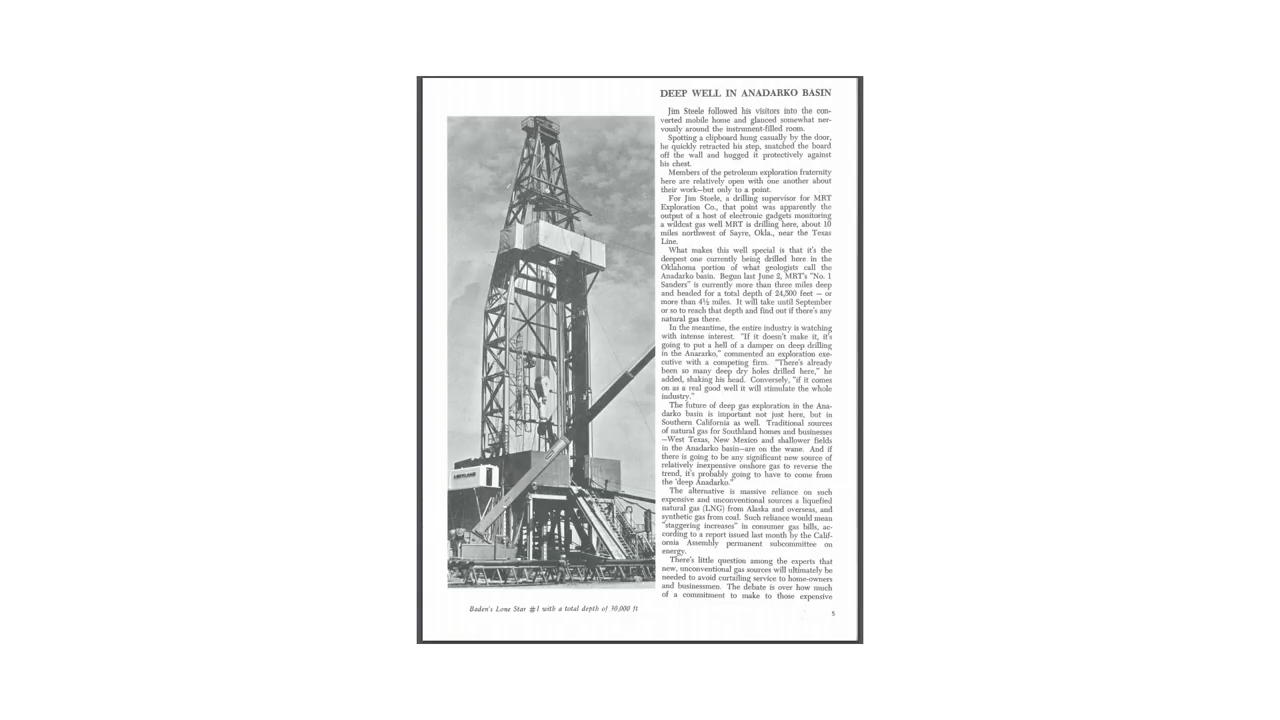 DEEP WELL IN ANADARKO BASIN
Jim Steele followed his visitors into the con-
verted mobile home and glanced somewhat ner-
vously around the instrument-filled room.
Spotting a clipboard hung casually by the door,
he quickly retracted his step, snatched the board
off the wall and hugged it protectively against
his chest.
Members of the petroleum exploration fraternity
here are relatively open with one another about
their work—but only to a point.
For Jim Steele, a drilling supervisor for MRT
Exploration Co., that point was apparently the
output of a host of electronic gadgets monitoring
a wildcat gas well MRT is drilling here, about 10
miles northwest of Sayre, Okla., near the Texas
Line.
What makes this well special is that it's the
deepest one currently being drilled here in the
Oklahoma portion of what geologists call the
Anadarko basin. Begun last June 2, MRT's "No. 1
Sanders" is currently more than three miles deep
and headed for a total depth of 24,500 feet — or
more than 4½ miles. It will take until September
or so to reach that depth and find out if there's any
natural gas there.
In the meantime, the entire industry is watching
with intense interest. "If it doesn't make it, it's
going to put a hell of a damper on deep drilling
in the Anararko," commented an exploration exe-
cutive with a competing firm. "There's already
been so many deep dry holes drilled here," he
added, shaking his head. Conversely, "if it comes
on as a real good well it will stimulate the whole
industry."
The future of deep gas exploration in the Ana-
darko basin is important not just here, but in
Southern California as well. Traditional sources
of natural gas for Southland homes and businesses
—West Texas, New Mexico and shallower fields
in the Anadarko basin—are on the wane. And if
there is going to be any significant new source of
relatively inexpensive onshore gas to reverse the
trend, it's probably going to have to come from
the 'deep Anadarko."
The alternative is massive reliance on such
expensive and unconventional sources a liquefied
natural gas (LNG) from Alaska and overseas, and
synthetic gas from coal. Such reliance would mean
"staggering increases" in consumer gas bills, ac-
cording to a report issued last month by the Calif-
ornia Assembly permanent subcommittee on
energy.
There's little question among the experts that
new, unconventional gas sources will ultimately be
needed to avoid curtailing service to home-owners
and businessmen. The debate is over how much
of a commitment to make to those expensive
Baden's Lone Star #1 with a total depth of 30,000 ft
5